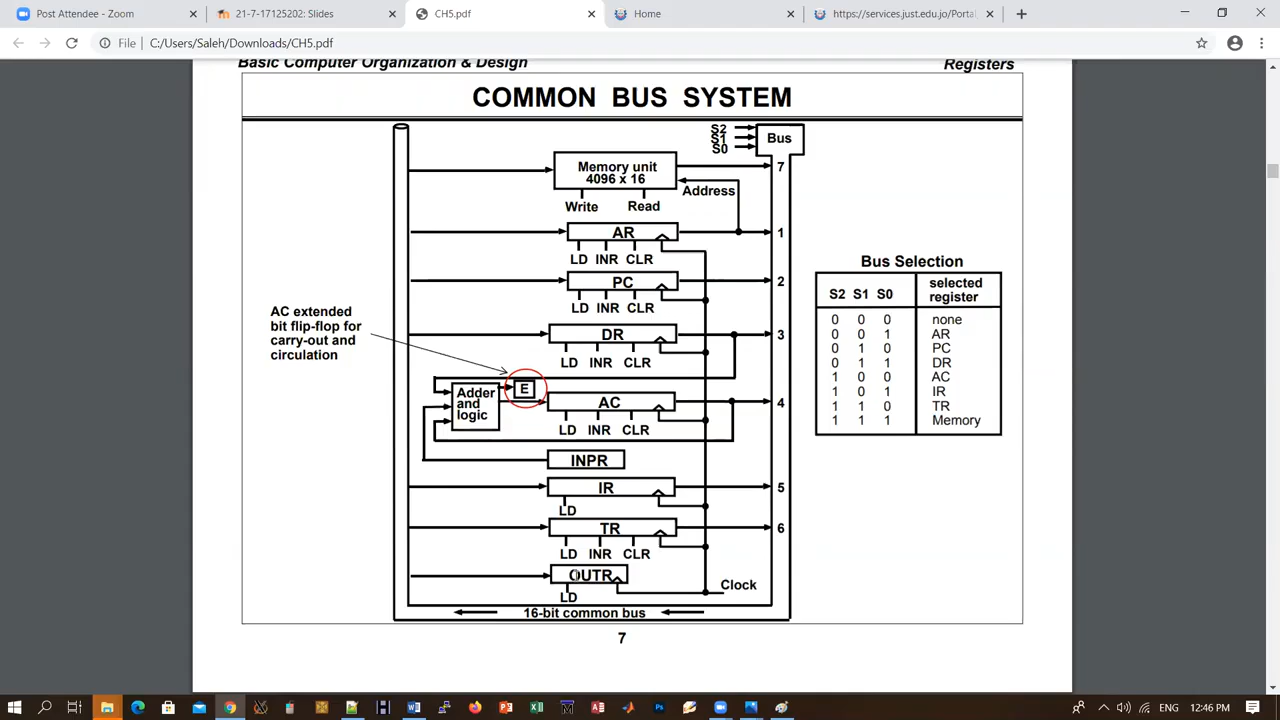 Post Attendee - Zoom
21-7-17125202: Slides
CH5.pdf
Home
https://services.just.edu.jo/Porta
File
C:/Users/Saleh/Downloads/CH5.pdf
Basic Computer Organization & Design
Registers
COMMON BUS SYSTEM
S2
S1
S0
Bus
Memory unit
4096 x 16
7
Address
Write
Read
AR
1
LD INR CLR
PC
2
LD INR CLR
DR
3
LD INR CLR
AC extended
bit flip-flop for
carry-out and
circulation
E
Adder
and
logic
AC
4
LD INR CLR
INPR
IR
5
LD
TR
6
LD INR CLR
OUTR
LD
Clock
16-bit common bus
Bus Selection
S2 S1 S0 selected
register
0 0 0 none
0 0 1 AR
0 1 0 PC
0 1 1 DR
1 0 0 AC
1 0 1 IR
1 1 0 TR
1 1 1 Memory
7
ENG
12:46 PM